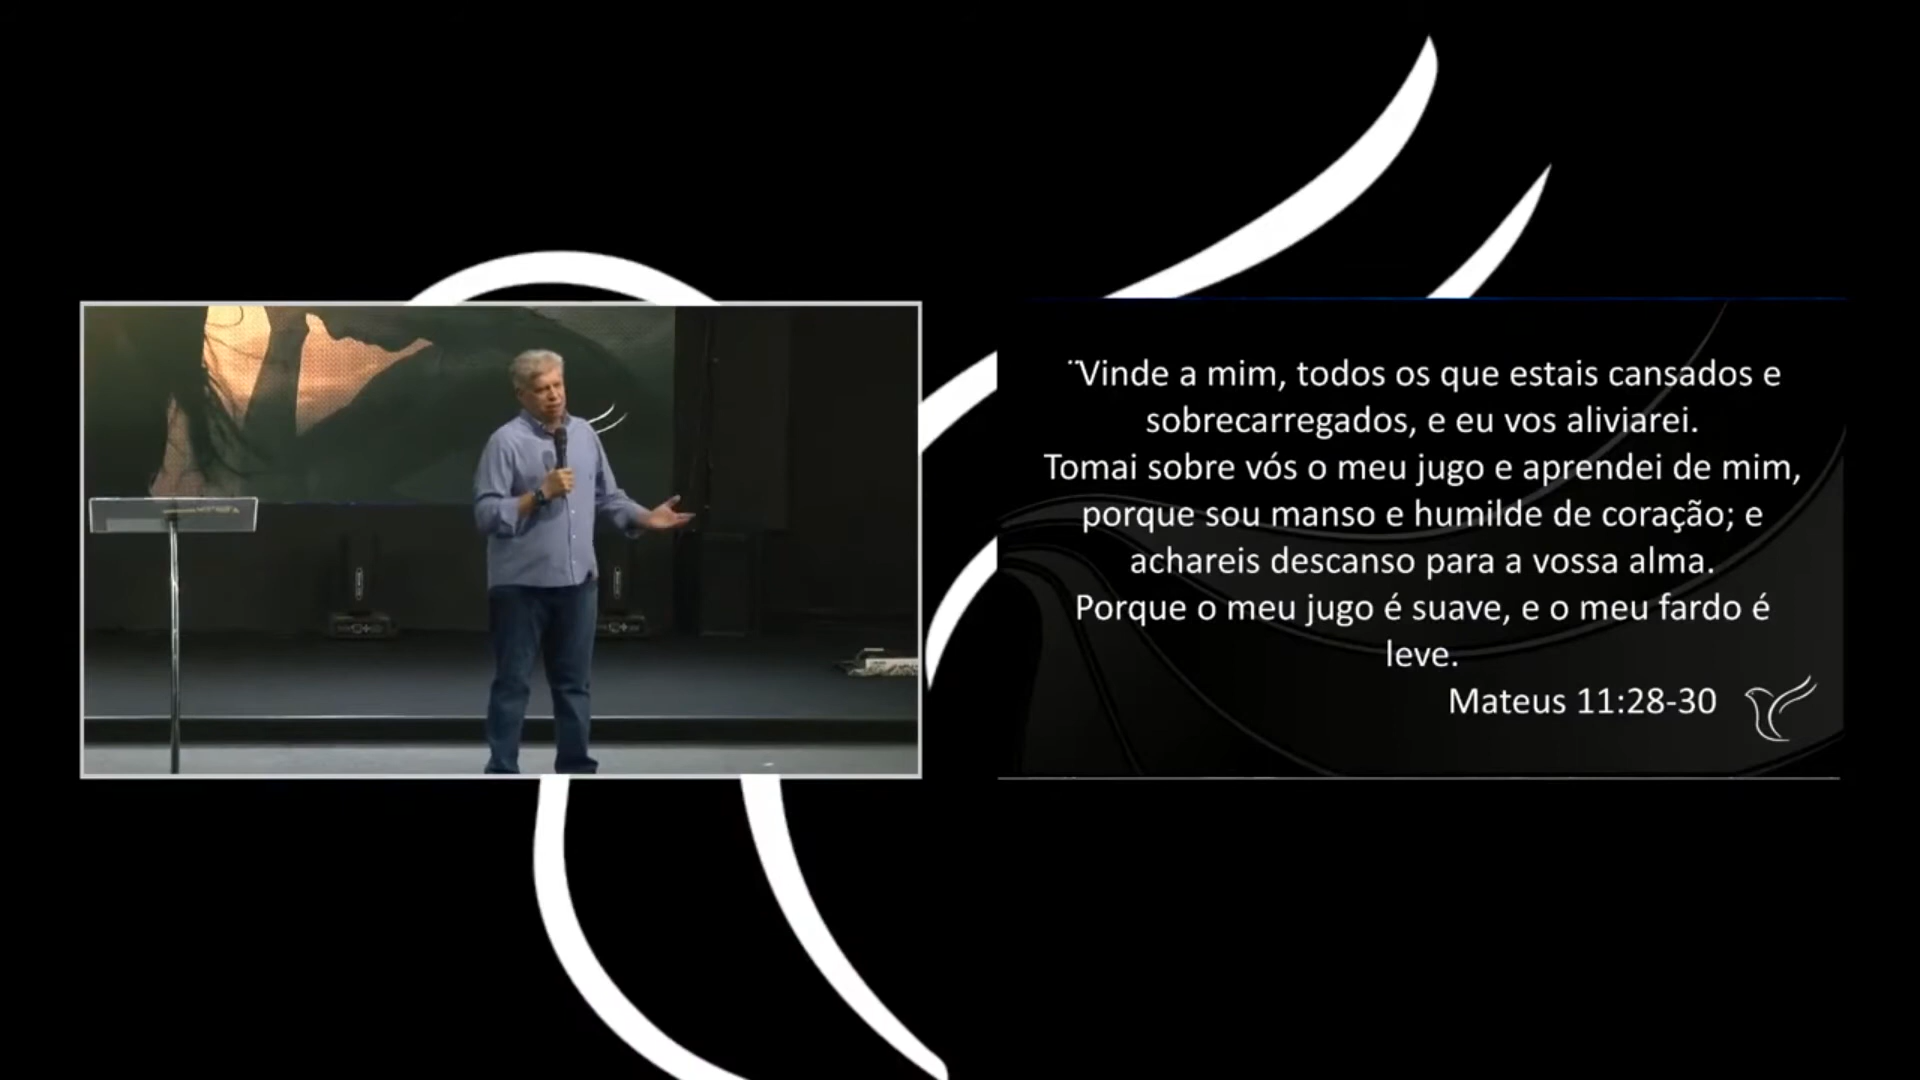 ¨Vinde a mim, todos os que estais cansados e
sobrecarregados, e eu vos aliviarei.
Tomai sobre vós o meu jugo e aprendei de mim,
porque sou manso e humilde de coração; e
achareis descanso para a vossa alma.
Porque o meu jugo é suave, e o meu fardo é
leve.
Mateus 11:28-30